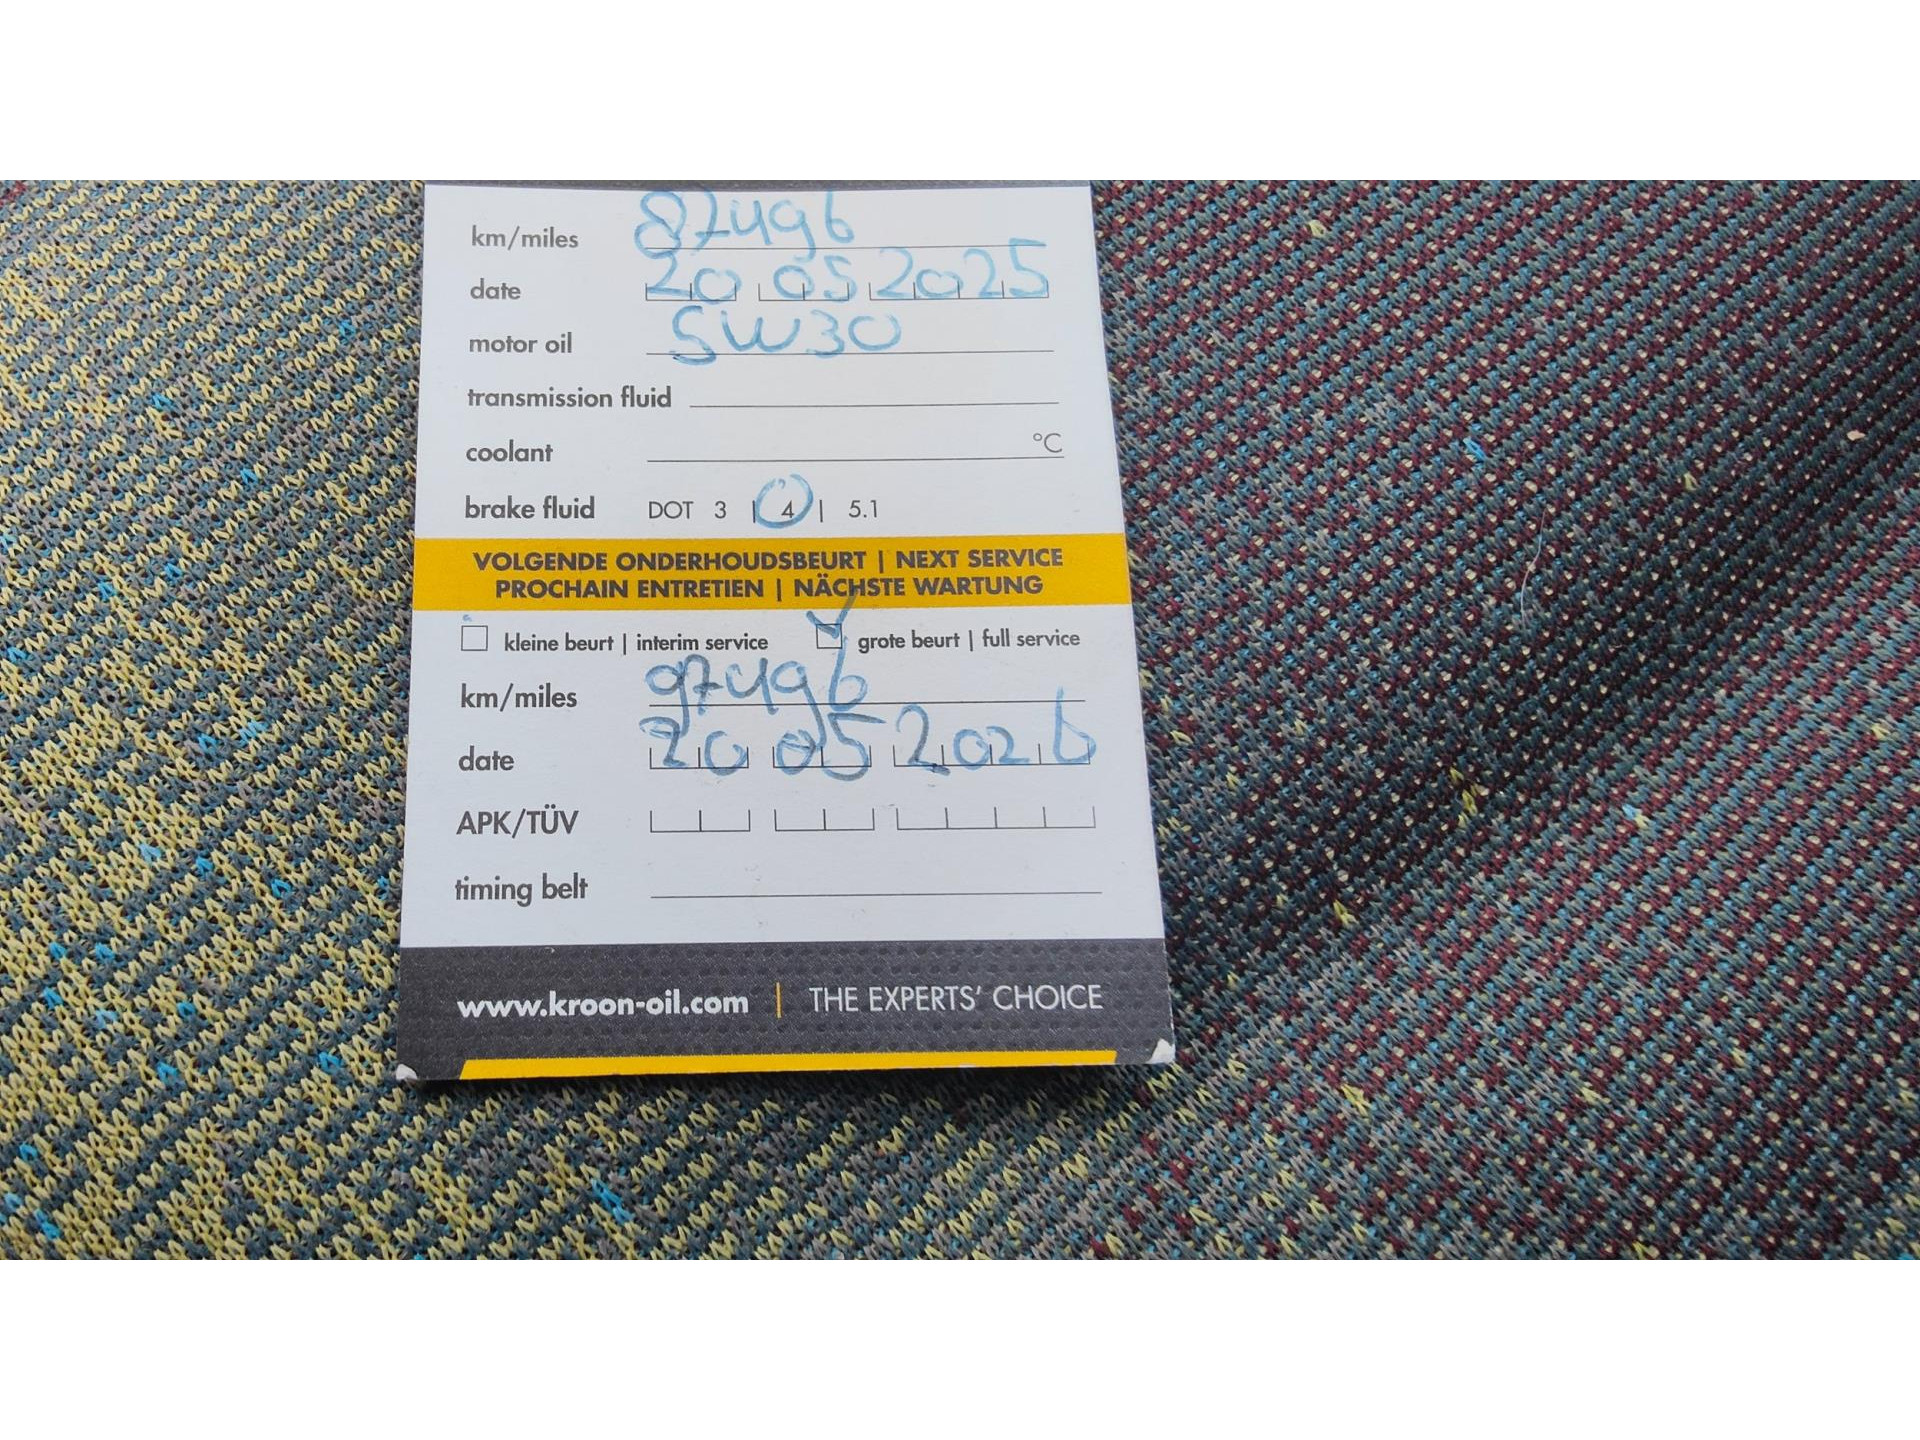 km/miles 87496
date 20 05 2025
motor oil 5W30
transmission fluid
coantant °C
brake fluid DOT 3 | 4 | 5.1
VOLGENDE ONDERHOUDSBEURT | NEXT SERVICE
PROCHAIN ENTRETIEN | NÄCHSTE WARTUNG
kleine beurt | interim service grote beurt | full service
km/miles 97496
date 20 05 2026
APK/TÜV
timing belt
www.kroon-oil.com | THE EXPERTS' CHOICE